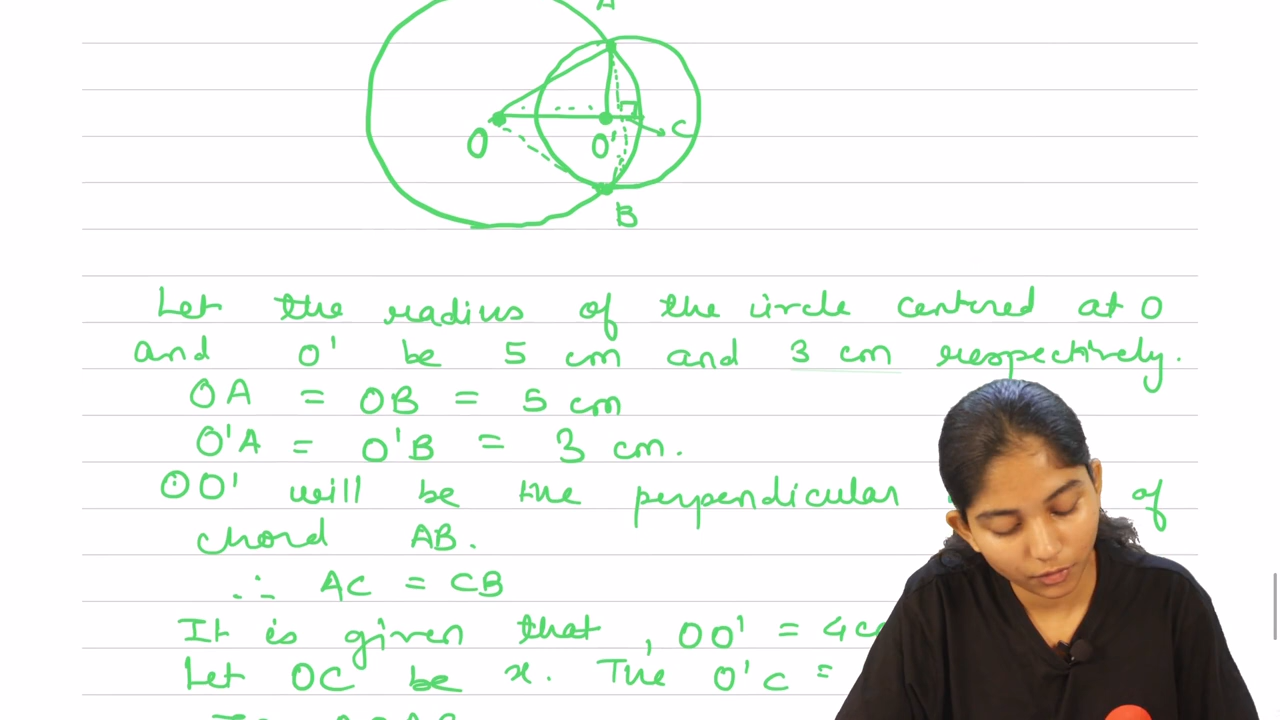 A
O
O'
C
B
Let the radius of the circle centered at O
and O' be 5 cm and 3 cm respectively.
OA = OB = 5 cm
O'A = O'B = 3 cm.
OO' will be the perpendicular of
chord AB.
∴ AC = CB
It is given that , OO' = 4c
Let OC be x. The O'C =